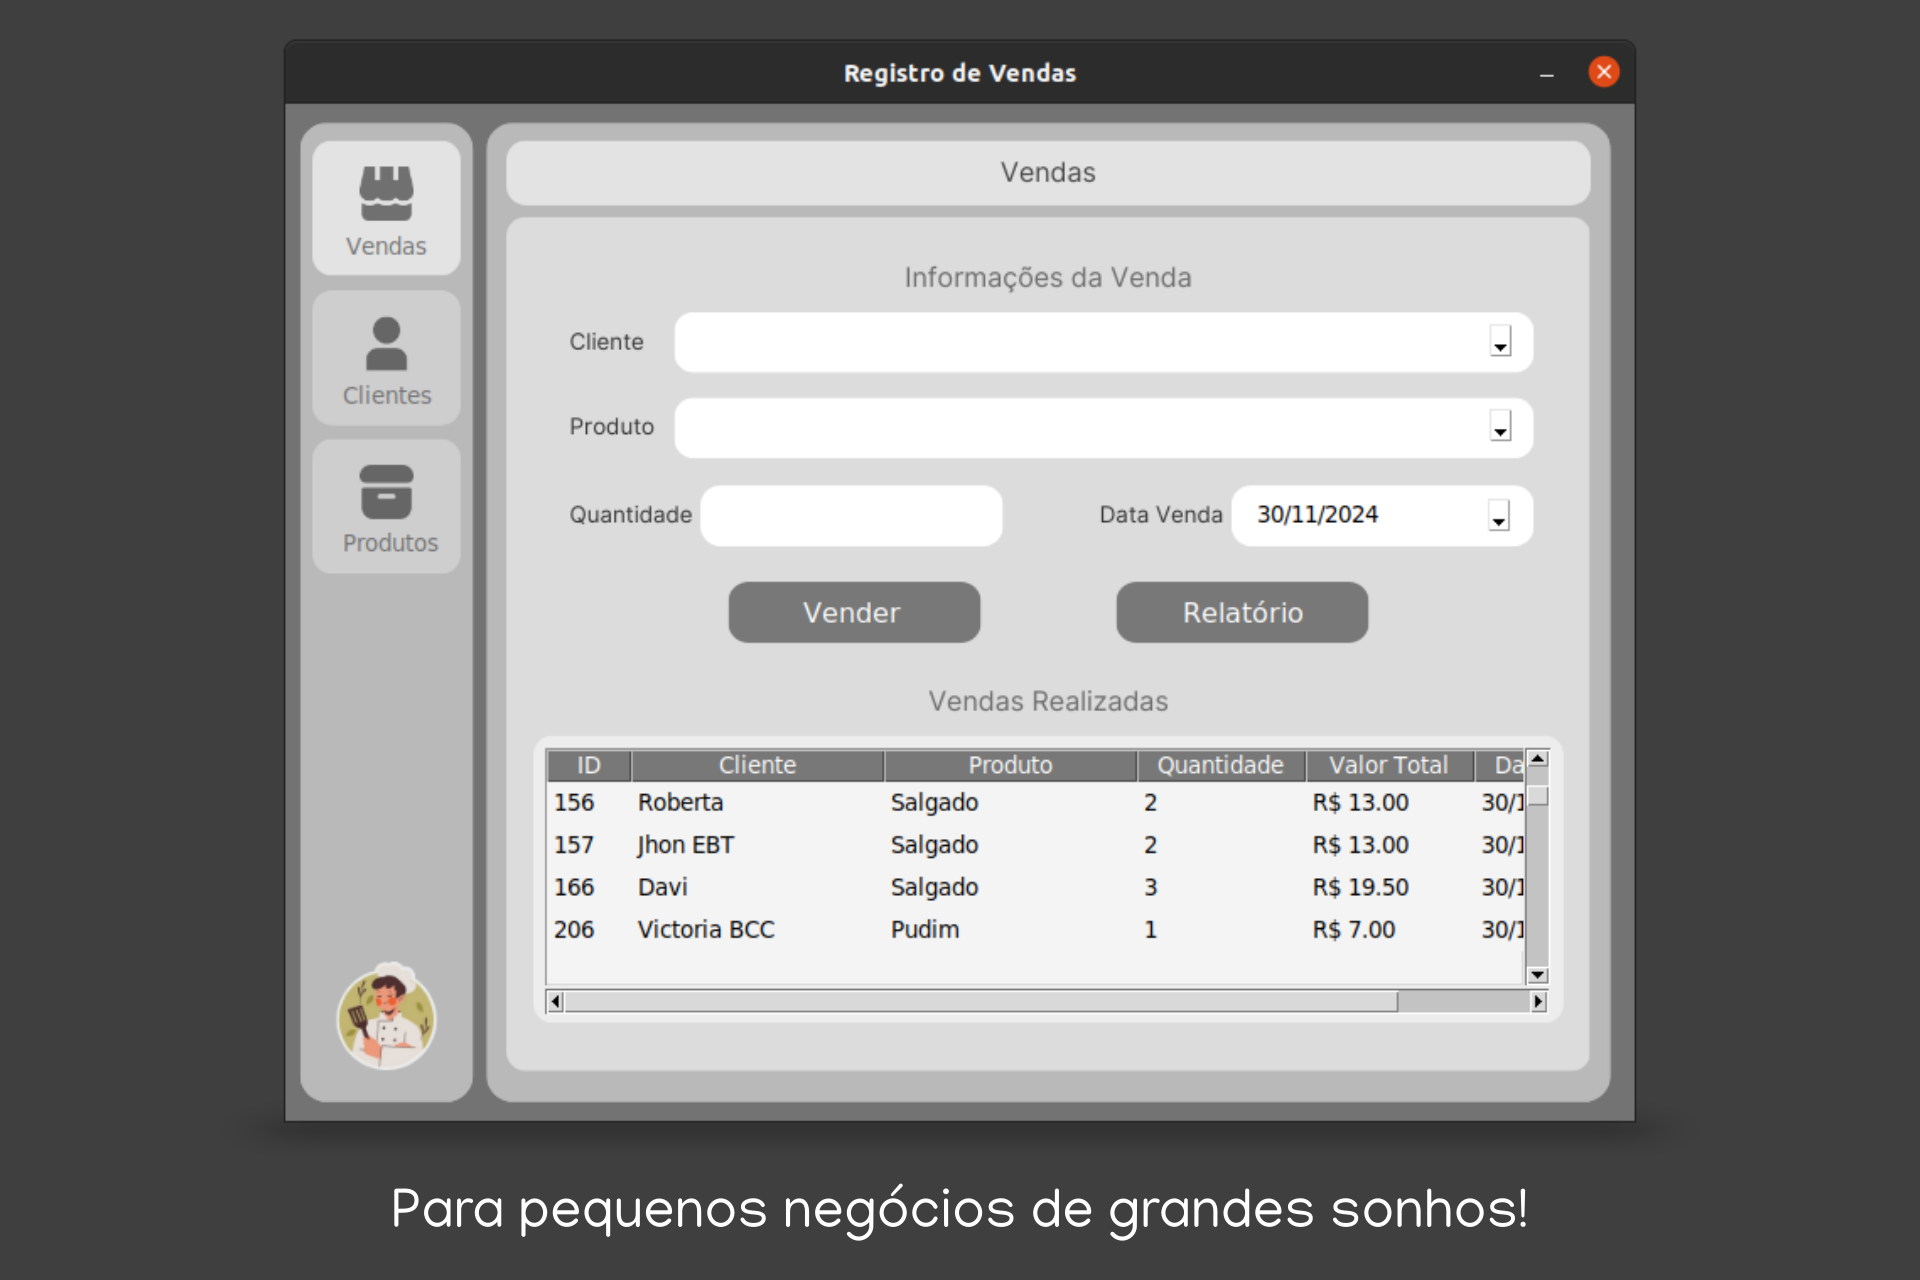 Registro de Vendas
Vendas
Clientes
Produtos
Vendas
Informações da Venda
Cliente
Produto
Quantidade
Data Venda 30/11/2024
Vender Relatório
Vendas Realizadas
ID Cliente Produto Quantidade Valor Total Da
156 Roberta Salgado 2 R$ 13.00 30/1
157 Jhon EBT Salgado 2 R$ 13.00 30/1
166 Davi Salgado 3 R$ 19.50 30/1
206 Victoria BCC Pudim 1 R$ 7.00 30/1
Para pequenos negócios de grandes sonhos!